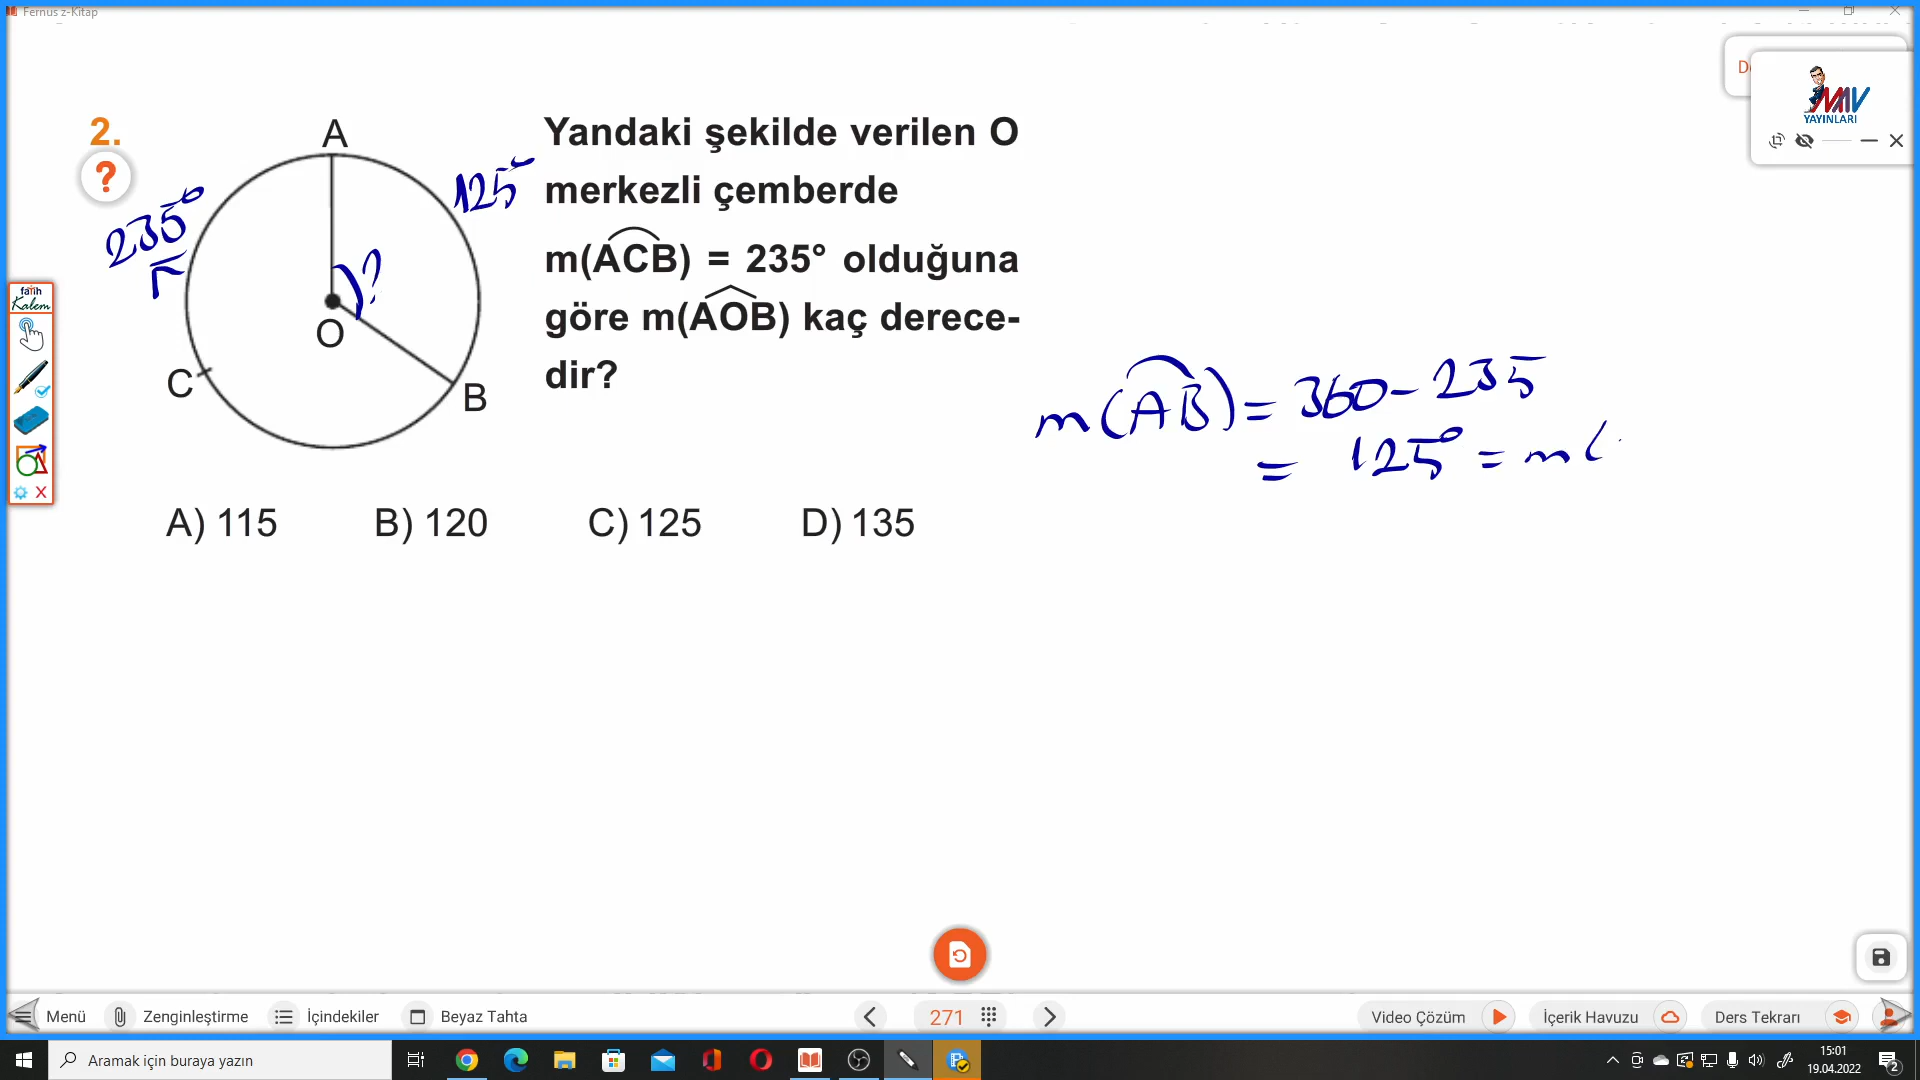 Fernus z-Kitap
MAV
YAYINLARI
2.
?
A
125°
235°
?
O
C
B
Yandaki şekilde verilen O
merkezli çemberde
m(ACB) = 235° olduğuna
göre m(AOB) kaç derece-
dir?
m(AB) = 360 - 235
= 125° = m(
A) 115 B) 120 C) 125 D) 135
fatih
Kalem
Menü Zenginleştirme İçindekiler Beyaz Tahta 271 Video Çözüm İçerik Havuzu Ders Tekrarı
Aramak için buraya yazın
15:01
19.04.2022
2